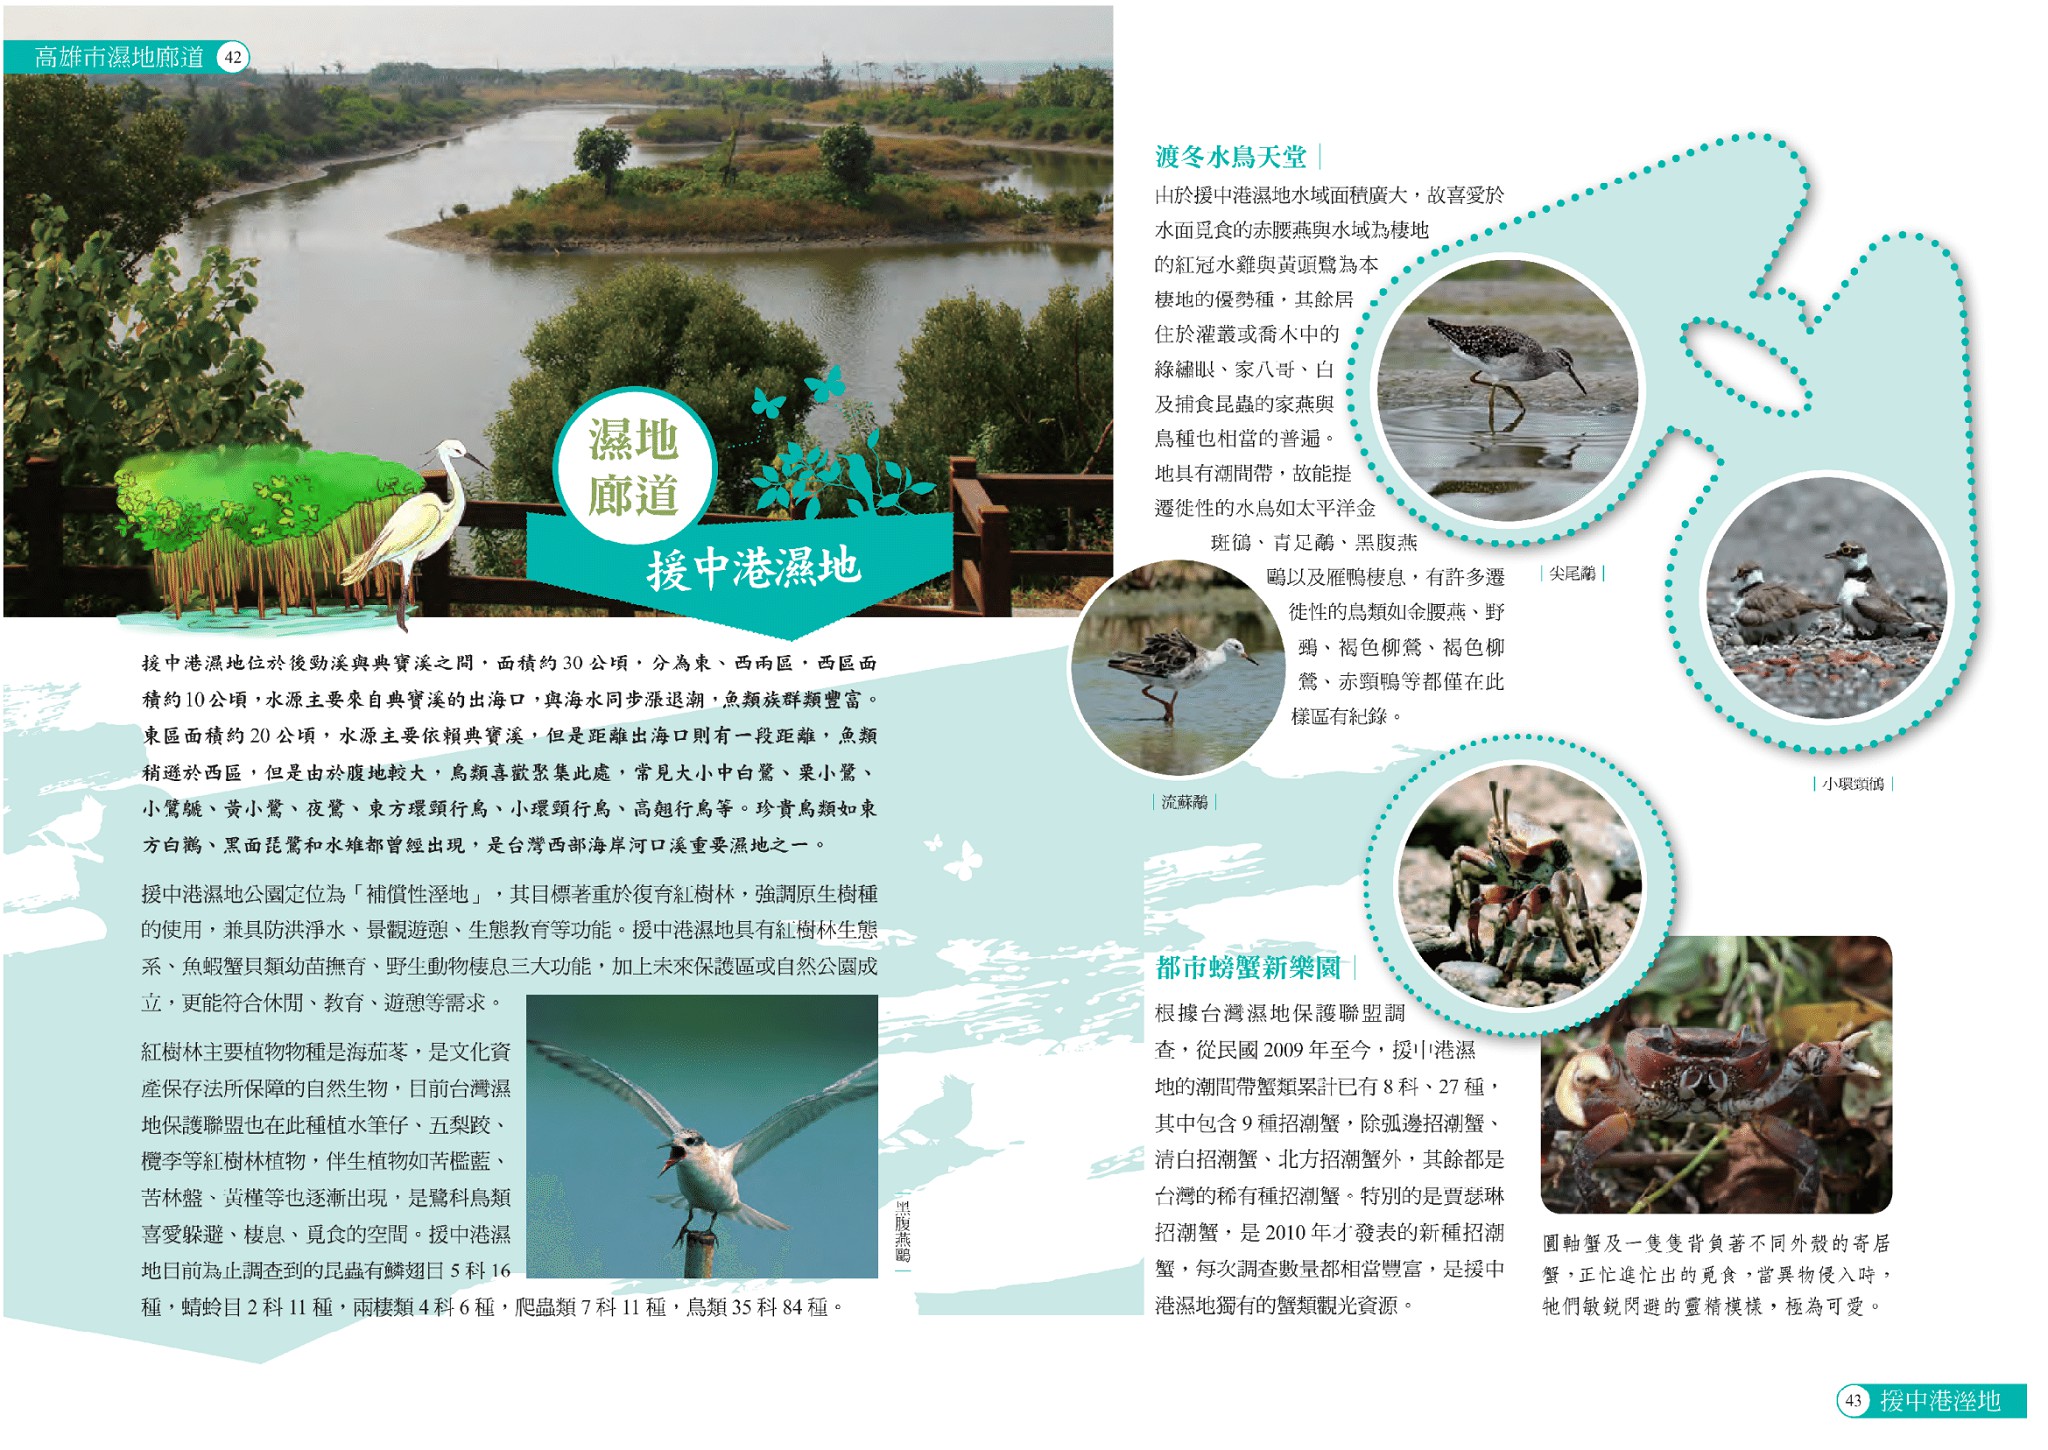 高雄市濕地廊道 42
濕地
廊道
援中港濕地
援中港濕地位於後勁溪與典寶溪之間，面積約 30 公頃，分為東、西兩區，西區面
積約 10 公頃，水源主要來自典寶溪的出海口，與海水同步漲退潮，魚類族群類豐富。
東區面積約 20 公頃，水源主要依賴典寶溪，但是距離出海口則有一段距離，魚類
稍遜於西區，但是由於腹地較大，鳥類喜歡聚集此處，常見大小中白鷺、栗小鷺、
小鷿鷈、黃小鷺、夜鷺、東方環頸行鳥、小環頸行鳥、高翹行鳥等。珍貴鳥類如東
方白鸛、黑面琵鷺和水雉都曾經出現，是台灣西部海岸河口溪重要濕地之一。
援中港濕地公園定位為「補償性溼地」，其目標著重於復育紅樹林，強調原生樹種
的使用，兼具防洪淨水、景觀遊憩、生態教育等功能。援中港濕地具有紅樹林生態
系、魚蝦蟹貝類幼苗撫育、野生動物棲息三大功能，加上未來保護區或自然公園成
立，更能符合休閒、教育、遊憩等需求。
紅樹林主要植物物種是海茄苳，是文化資
產保存法所保障的自然生物，目前台灣濕
地保護聯盟也在此種植水筆仔、五梨跤、
欖李等紅樹林植物，伴生植物如苦檻藍、
苦林盤、黃槿等也逐漸出現，是鷺科鳥類
喜愛躲避、棲息、覓食的空間。援中港濕
地目前為止調查到的昆蟲有鱗翅目 5 科 16
種，蜻蛉目 2 科 11 種，兩棲類 4 科 6 種，爬蟲類 7 科 11 種，鳥類 35 科 84 種。
黑腹燕鷗
渡冬水鳥天堂
由於援中港濕地水域面積廣大，故喜愛於
水面覓食的赤腰燕與水域為棲地
的紅冠水雞與黃頭鷺為本
棲地的優勢種，其餘居
住於灌叢或喬木中的
綠繡眼、家八哥、白
及捕食昆蟲的家燕與
鳥種也相當的普遍。
地具有潮間帶，故能提
遷徙性的水鳥如太平洋金
斑鴴、青足鷸、黑腹燕
鷗以及雁鴨棲息，有許多遷
徙性的鳥類如金腰燕、野
鵐、褐色柳鶯、褐色柳
鶯、赤頸鴨等都僅在此
樣區有紀錄。
尖尾鷸
小環頸鴴
流蘇鷸
都市螃蟹新樂園
根據台灣濕地保護聯盟調
查，從民國 2009 年至今，援中港濕
地的潮間帶蟹類累計已有 8 科、27 種，
其中包含 9 種招潮蟹，除弧邊招潮蟹、
清白招潮蟹、北方招潮蟹外，其餘都是
台灣的稀有種招潮蟹。特別的是賈瑟琳
招潮蟹，是 2010 年才發表的新種招潮
蟹，每次調查數量都相當豐富，是援中
港濕地獨有的蟹類觀光資源。
圓軸蟹及一隻隻背負著不同外殼的寄居
蟹，正忙進忙出的覓食，當異物侵入時，
牠們敏銳閃避的靈精模樣，極為可愛。
43 援中港溼地